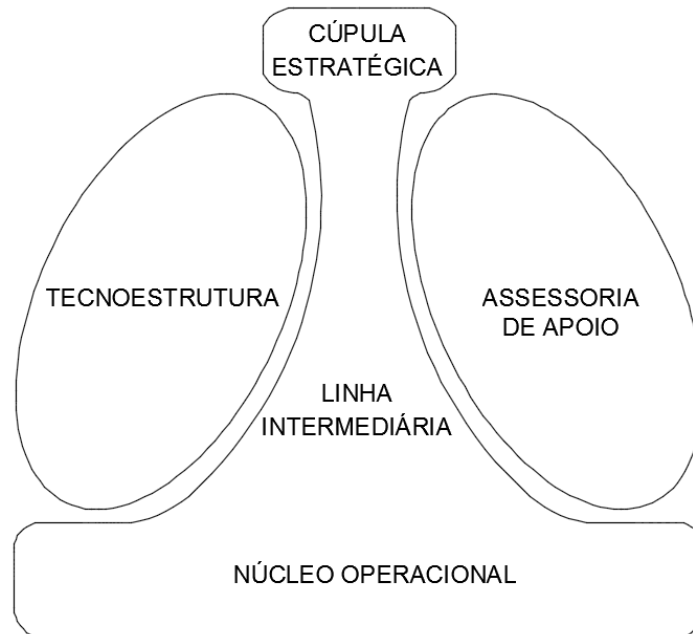 CÚPULA
ESTRATÉGICA
TECNOESTRUTURA
ASSESSORIA
DE APOIO
LINHA
INTERMEDIÁRIA
NÚCLEO OPERACIONAL